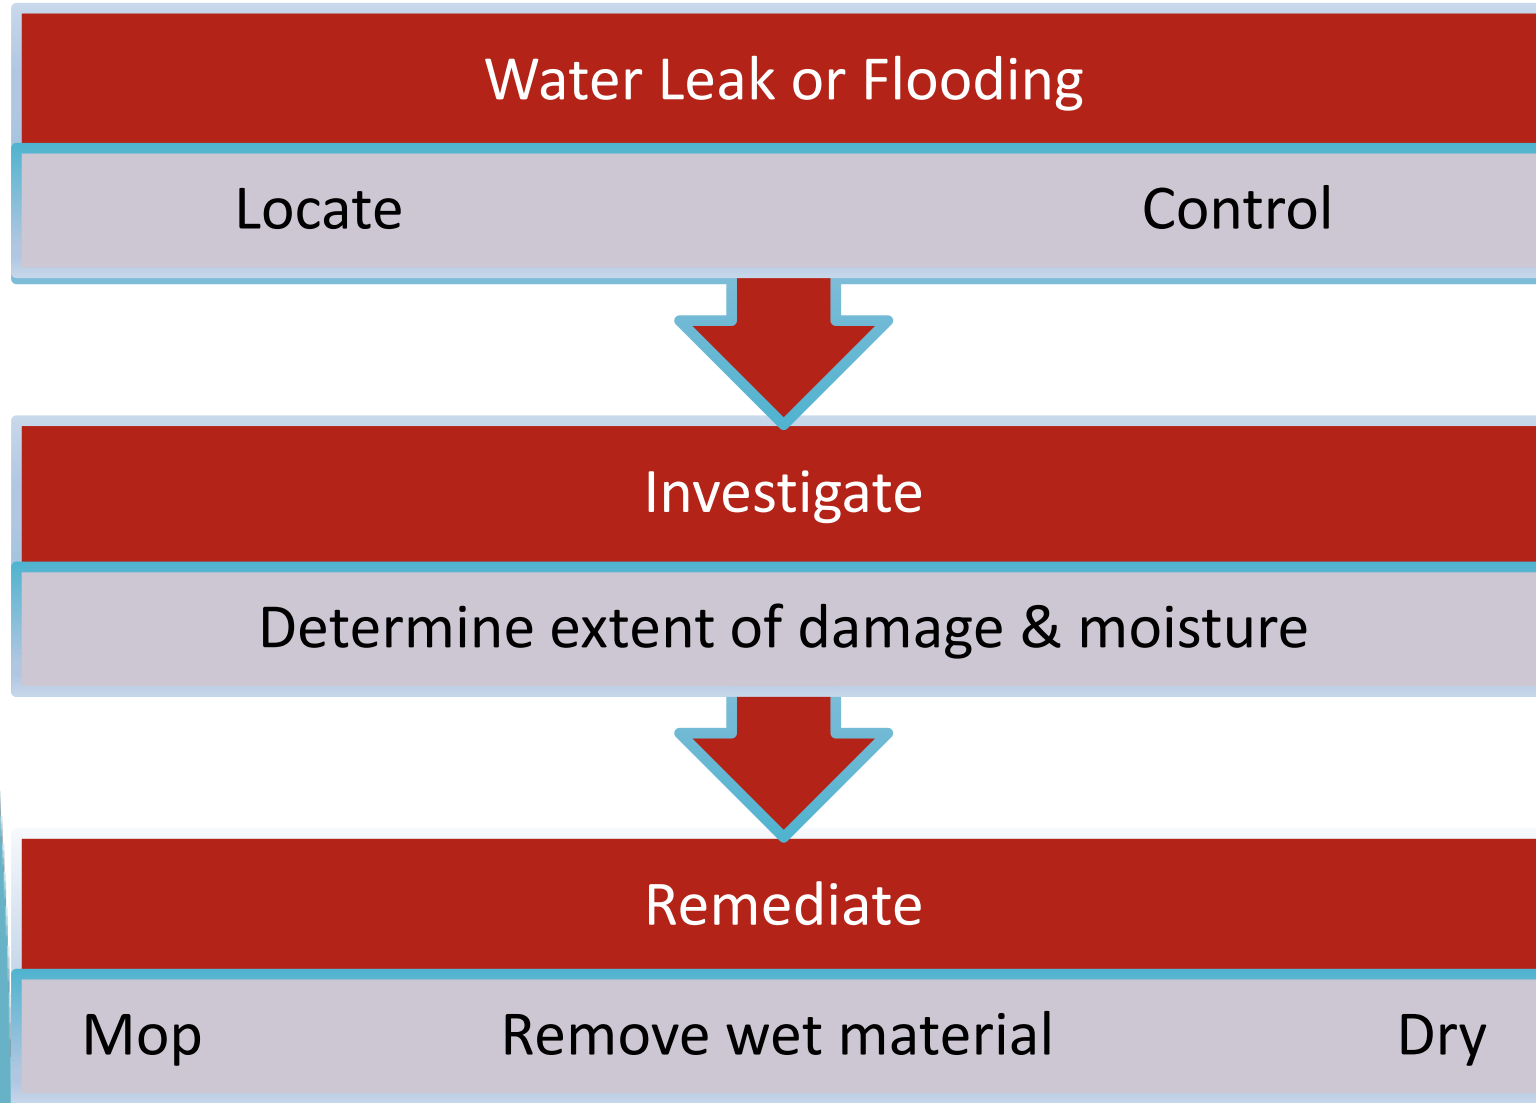 Water Leak or Flooding
Locate Control
Investigate
Determine extent of damage & moisture
Remediate
Mop Remove wet material Dry